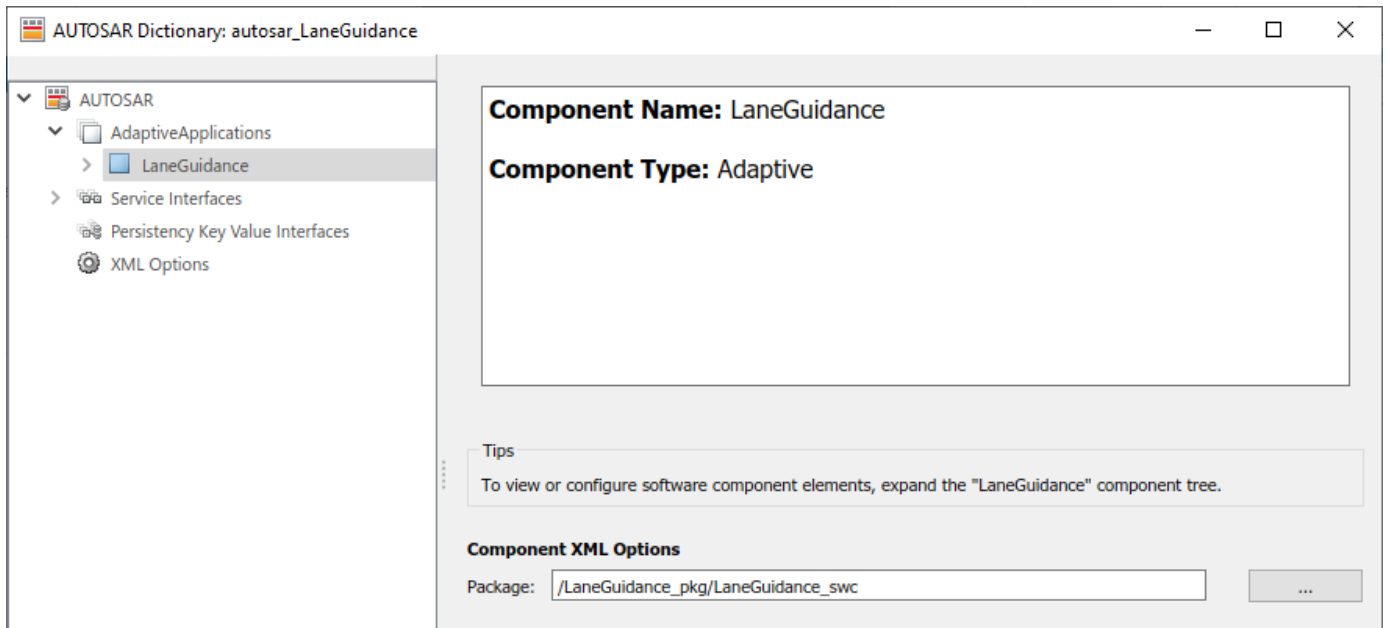 AUTOSAR Dictionary: autosar_LaneGuidance
AUTOSAR
AdaptiveApplications
LaneGuidance
Service Interfaces
Persistency Key Value Interfaces
XML Options
Component Name: LaneGuidance
Component Type: Adaptive
Tips
To view or configure software component elements, expand the "LaneGuidance" component tree.
Component XML Options
Package: /LaneGuidance_pkg/LaneGuidance_swc ...